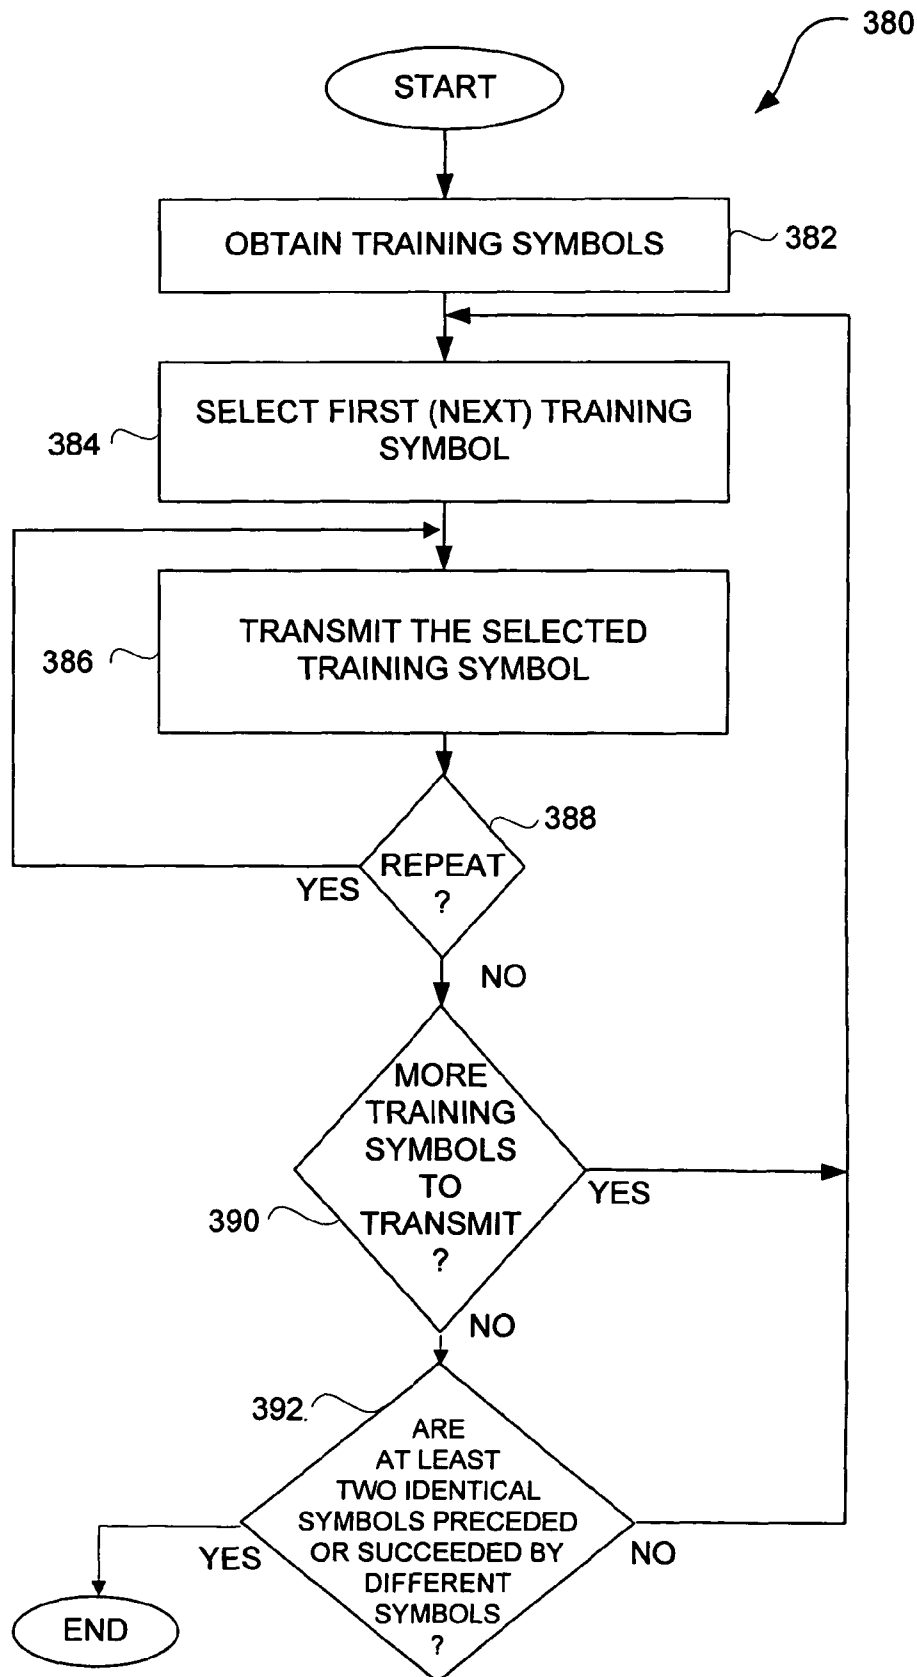 380
START
OBTAIN TRAINING SYMBOLS
382
SELECT FIRST (NEXT) TRAINING
SYMBOL
384
TRANSMIT THE SELECTED
TRAINING SYMBOL
386
388
REPEAT
?
YES
NO
MORE
TRAINING
SYMBOLS
TO
TRANSMIT
?
YES
390
NO
392.
ARE
AT LEAST
TWO IDENTICAL
SYMBOLS PRECEDED
OR SUCCEEDED BY
DIFFERENT
SYMBOLS
?
YES
NO
END